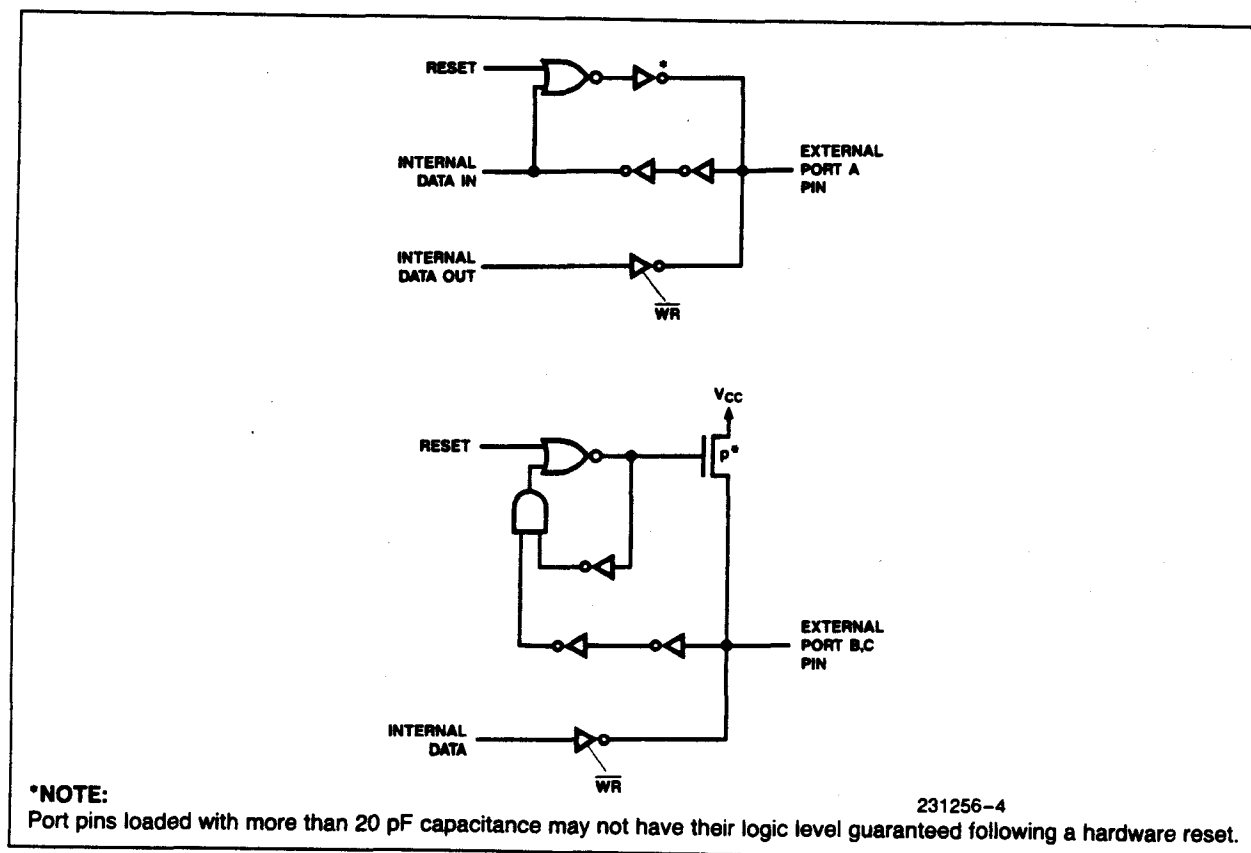 RESET
*
INTERNAL
DATA IN
EXTERNAL
PORT A
PIN
INTERNAL
DATA OUT
WR
VCC
RESET
p*
EXTERNAL
PORT B,C
PIN
INTERNAL
DATA
WR
*NOTE:
231256–4
Port pins loaded with more than 20 pF capacitance may not have their logic level guaranteed following a hardware reset.